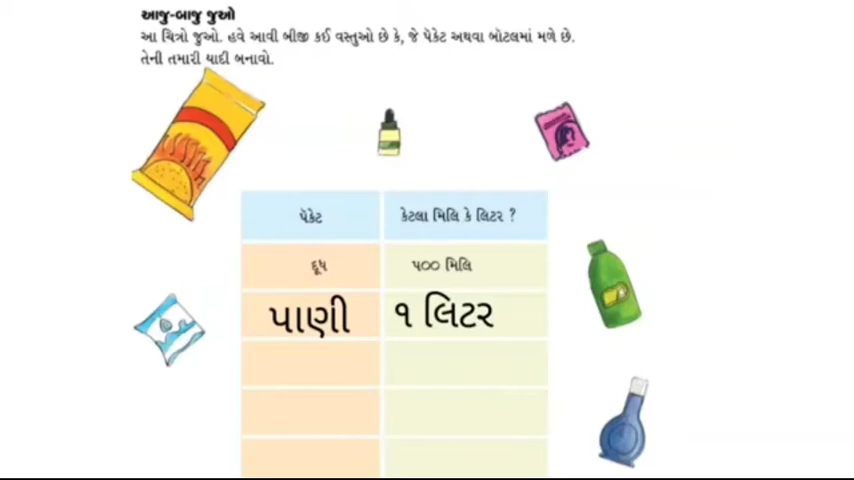 આજુ-બાજુ જુઓ
આ ચિત્રો જુઓ. હવે આવી બીજી કઈ વસ્તુઓ છે કે, જે પૅકેટ અથવા બૉટલમાં મળે છે.
તેની તમારી યાદી બનાવો.
પૅકેટ કેટલા મિલિ કે લિટર ?
દૂધ ૫૦૦ મિલિ
પાણી ૧ લિટર